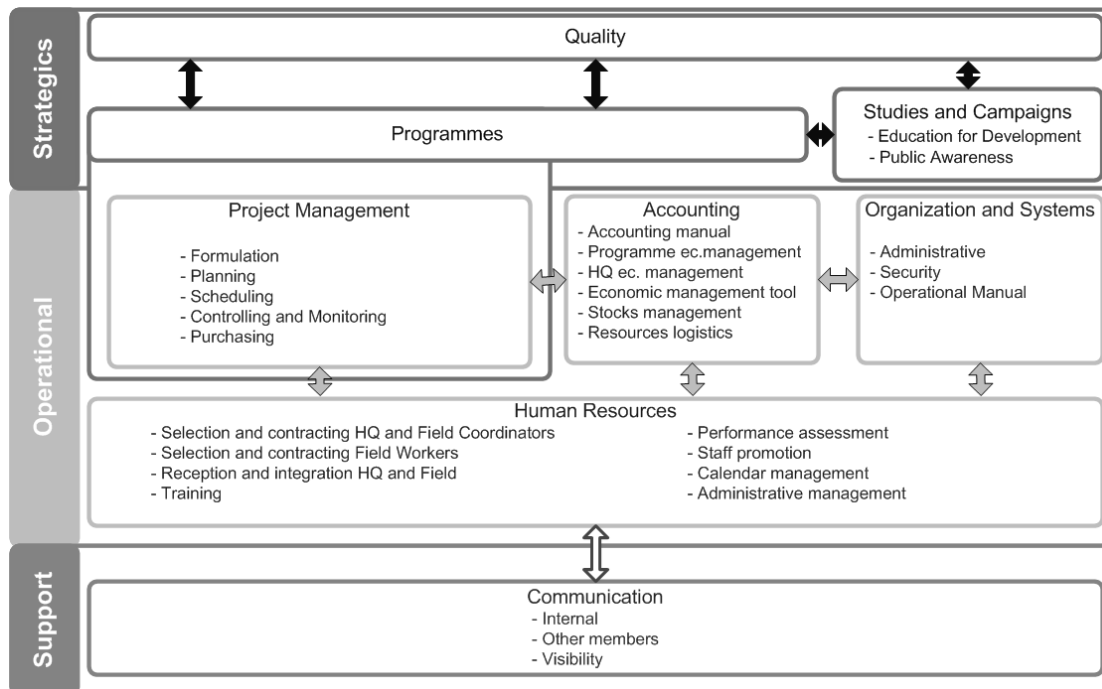 Strategics
Quality
Programmes
Studies and Campaigns
- Education for Development
- Public Awareness
Operational
Project Management
- Formulation
- Planning
- Scheduling
- Controlling and Monitoring
- Purchasing
Accounting
- Accounting manual
- Programme ec.management
- HQ ec. management
- Economic management tool
- Stocks management
- Resources logistics
Organization and Systems
- Administrative
- Security
- Operational Manual
Human Resources
- Selection and contracting HQ and Field Coordinators
- Selection and contracting Field Workers
- Reception and integration HQ and Field
- Training
- Performance assessment
- Staff promotion
- Calendar management
- Administrative management
Support
Communication
- Internal
- Other members
- Visibility